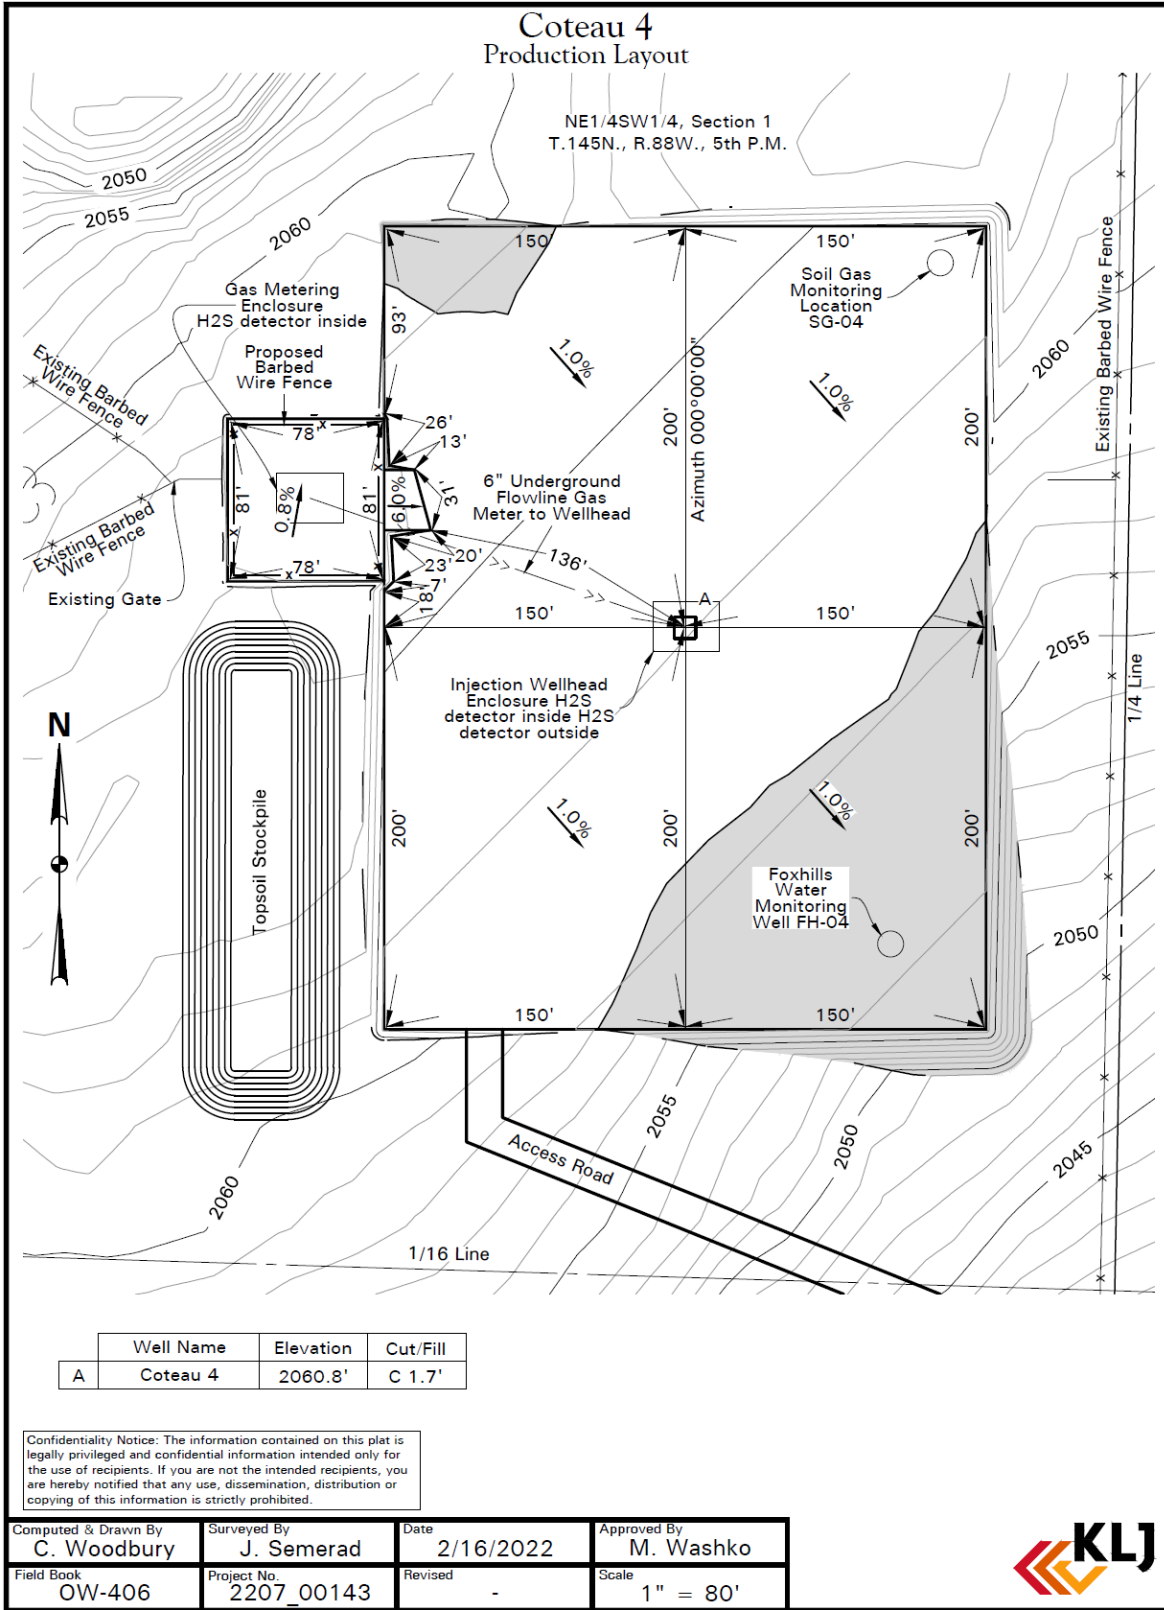 Coteau 4
Production Layout
NE1/4SW1/4, Section 1
T.145N., R.88W., 5th P.M.
2050
2055
2060
150'
150'
Soil Gas
Monitoring
Location
SG-04
Existing Barbed Wire Fence
2060
Gas Metering
Enclosure
H2S detector inside
93'
Proposed
Barbed
Wire Fence
Existing Barbed
Wire Fence
1.0%
1.0%
200'
Azimuth 000°00'00"
200'
78'
x
x
x
x
x
x
26'
13'
31'
6.0%
81'
81'
0.8%
6" Underground
Flowline Gas
Meter to Wellhead
Existing Barbed
Wire Fence
78'
20'
23'
7'
18'
136'
>>
>>
Existing Gate
150'
150'
A
2055
1/4 Line
Injection Wellhead
Enclosure H2S
detector inside H2S
detector outside
N
Topsoil Stockpile
1.0%
1.0%
200'
200'
200'
Foxhills
Water
Monitoring
Well FH-04
2050
150'
150'
2055
2050
2045
Access Road
2060
1/16 Line
Well Name Elevation Cut/Fill
A Coteau 4 2060.8' C 1.7'
Confidentiality Notice: The information contained on this plat is
legally privileged and confidential information intended only for
the use of recipients. If you are not the intended recipients, you
are hereby notified that any use, dissemination, distribution or
copying of this information is strictly prohibited.
Computed & Drawn By Surveyed By Date Approved By
C. Woodbury J. Semerad 2/16/2022 M. Washko
Field Book Project No. Revised Scale
OW-406 2207_00143 - 1" = 80'
KLJ